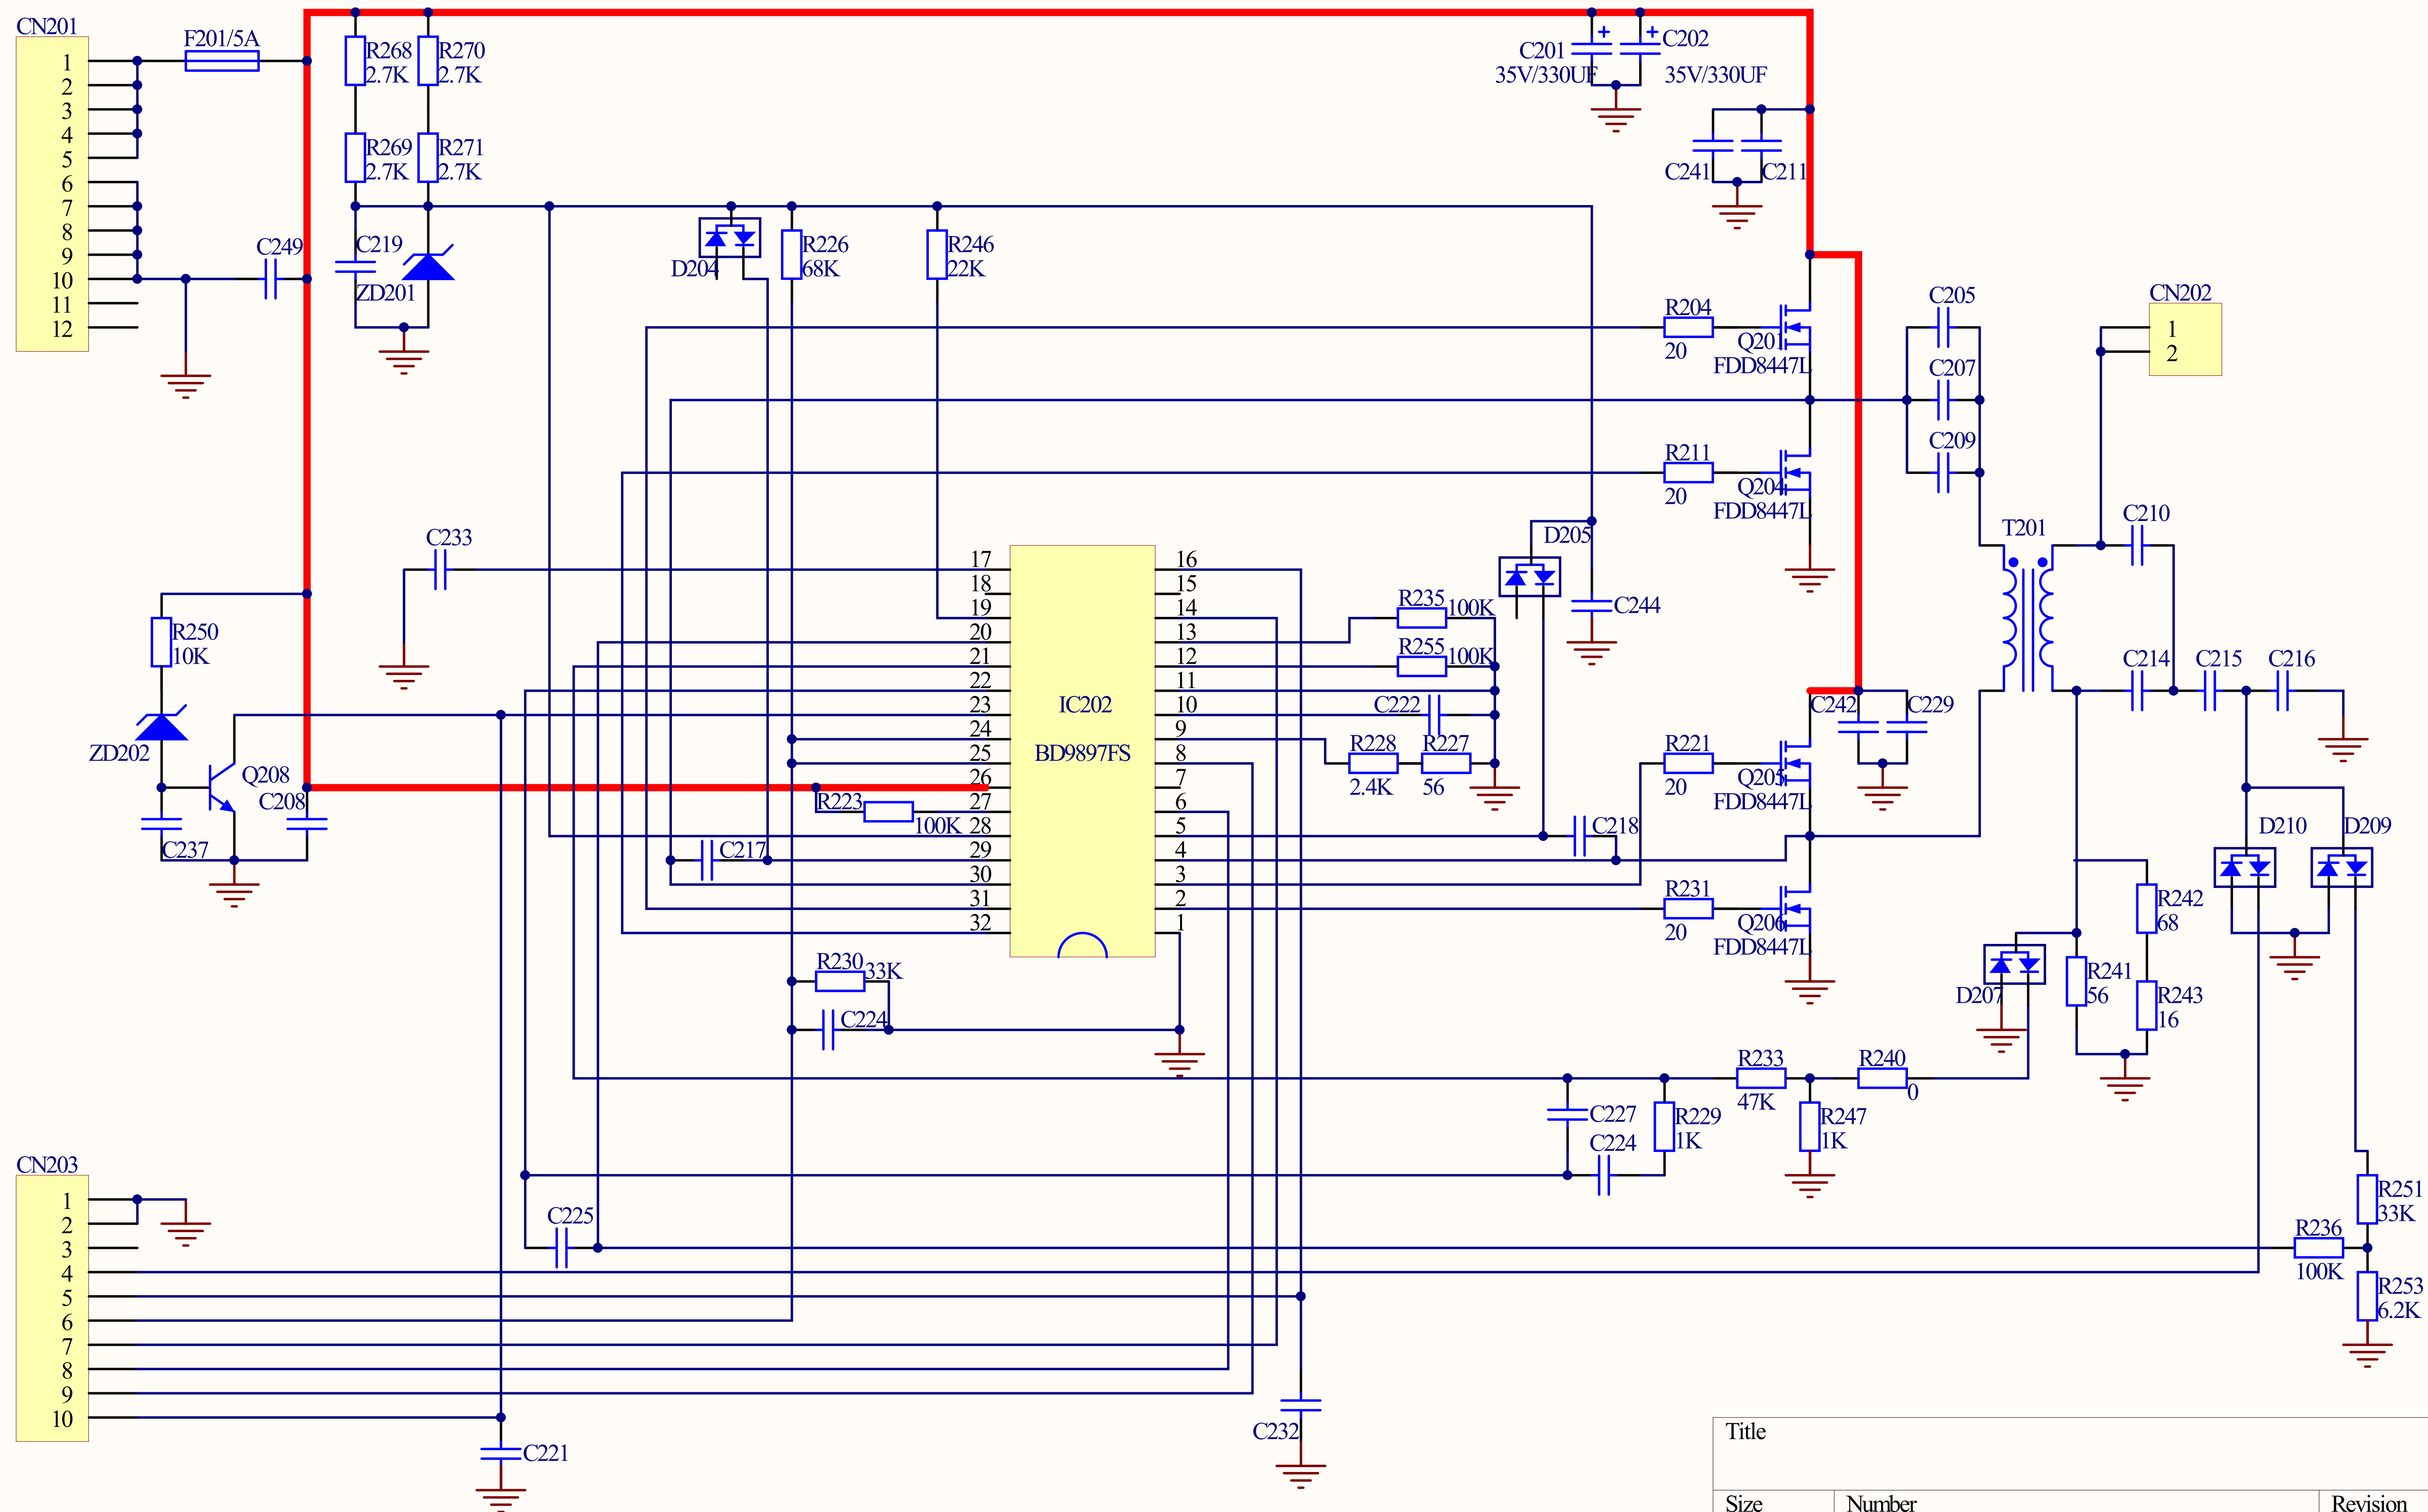 CN201
1
2
3
4
5
6
7
8
9
10
11
12
F201/5A
R268
2.7K
R270
2.7K
R269
2.7K
R271
2.7K
C249
C219
ZD201
D204
R226
68K
R246
22K
C201
35V/330UF
C202
35V/330UF
C241
C211
R204
20
Q201
FDD8447L
R211
20
Q204
FDD8447L
C205
C207
C209
CN202
1
2
T201
C210
C214
C215
C216
C233
R250
10K
ZD202
Q208
C208
C237
17
18
19
20
21
22
23
24
25
26
27
28
29
30
31
32
IC202
BD9897FS
16
15
14
13
12
11
10
9
8
7
6
5
4
3
2
1
R223
100K
C217
R230
33K
C224
D205
C244
R235
100K
R255
100K
C222
R228
2.4K
R227
56
C218
R221
20
Q205
FDD8447L
C242
C229
R231
20
Q206
FDD8447L
D210
D209
R242
68
D207
R241
56
R243
16
R233
47K
R240
0
C227
R229
1K
R247
1K
C224
R251
33K
R236
100K
R253
6.2K
CN203
1
2
3
4
5
6
7
8
9
10
C225
C221
C232
Title
Size
Number
Revision